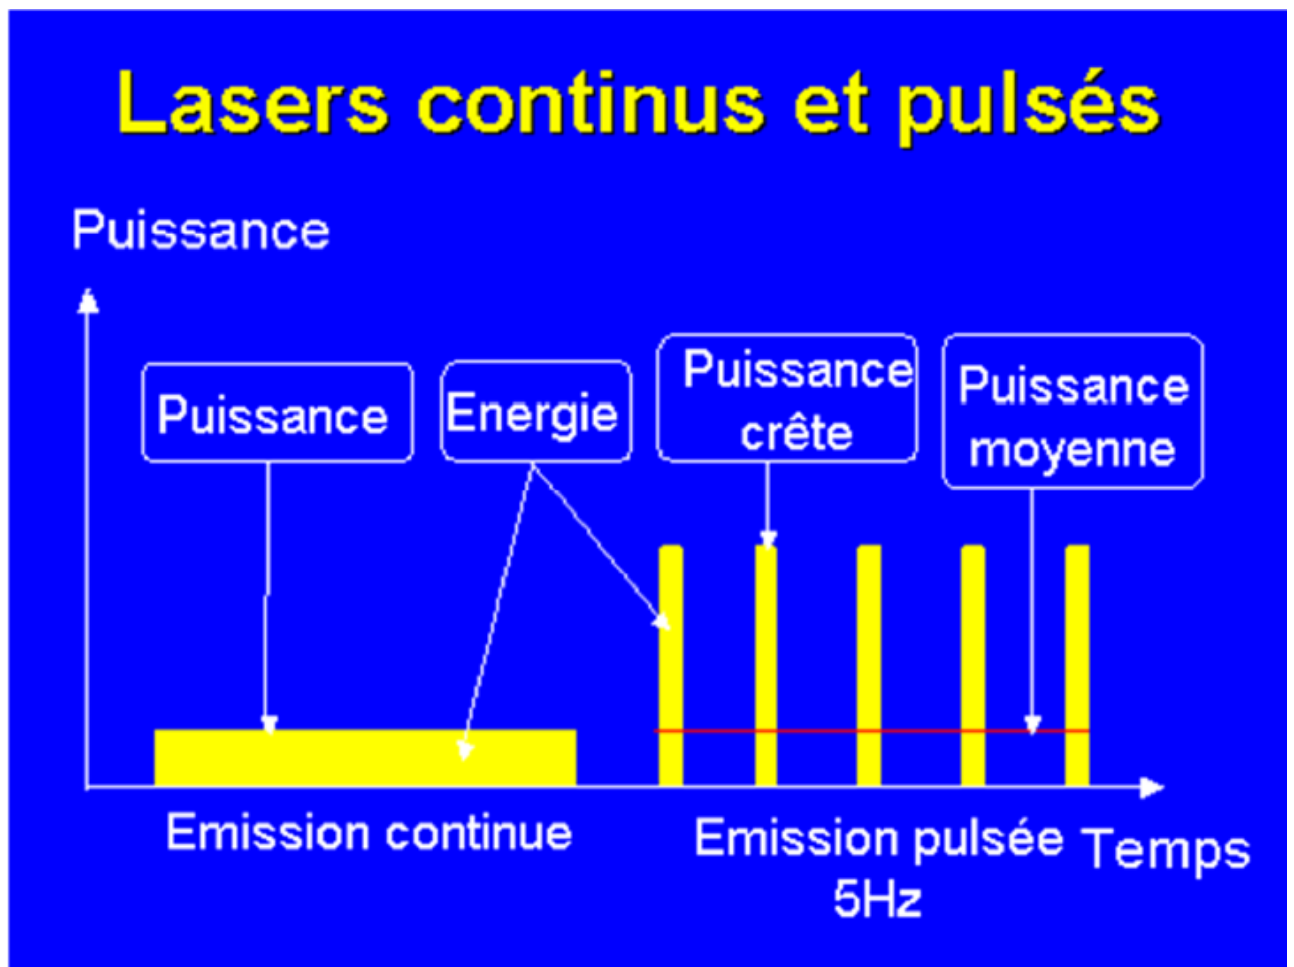 Lasers continus et pulsés
Puissance
Puissance
Energie
Puissance
crête
Puissance
moyenne
Emission continue
Emission pulsée
5Hz
Temps